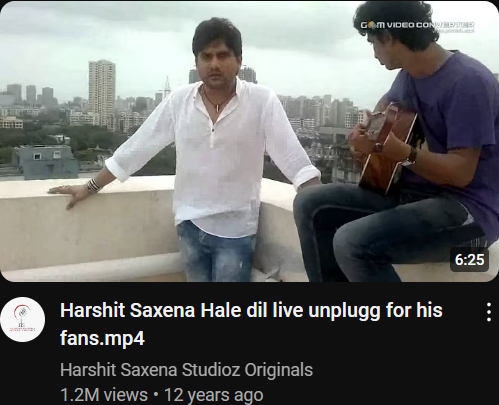 GOM VIDEO CONVERTER
6:25
Harshit Saxena Hale dil live unplugg for his
fans.mp4
Harshit Saxena Studioz Originals
1.2M views • 12 years ago